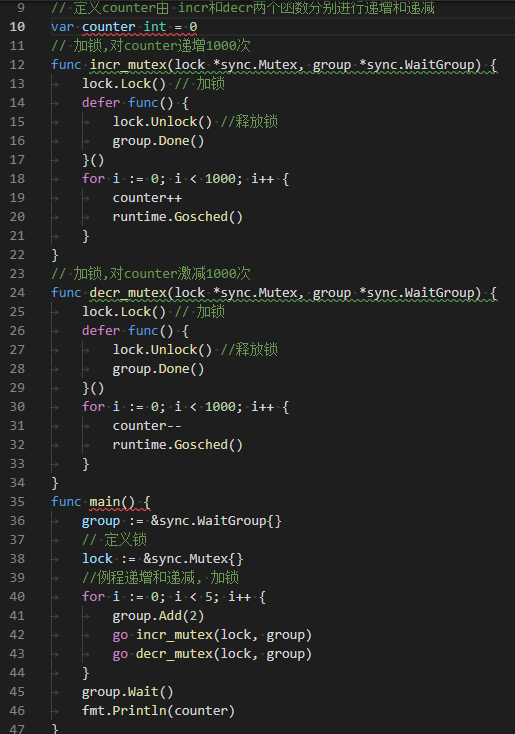 9 // 定义counter由 incr和decr两个函数分别进行递增和递减
10 var counter int = 0
11 // 加锁,对counter递增1000次
12 func incr_mutex(lock *sync.Mutex, group *sync.WaitGroup) {
13 lock.Lock() // 加锁
14 defer func() {
15 lock.Unlock() //释放锁
16 group.Done()
17 }()
18 for i := 0; i < 1000; i++ {
19 counter++
20 runtime.Gosched()
21 }
22 }
23 // 加锁,对counter激减1000次
24 func decr_mutex(lock *sync.Mutex, group *sync.WaitGroup) {
25 lock.Lock() // 加锁
26 defer func() {
27 lock.Unlock() //释放锁
28 group.Done()
29 }()
30 for i := 0; i < 1000; i++ {
31 counter--
32 runtime.Gosched()
33 }
34 }
35 func main() {
36 group := &sync.WaitGroup{}
37 // 定义锁
38 lock := &sync.Mutex{}
39 //例程递增和递减, 加锁
40 for i := 0; i < 5; i++ {
41 group.Add(2)
42 go incr_mutex(lock, group)
43 go decr_mutex(lock, group)
44 }
45 group.Wait()
46 fmt.Println(counter)
47 }